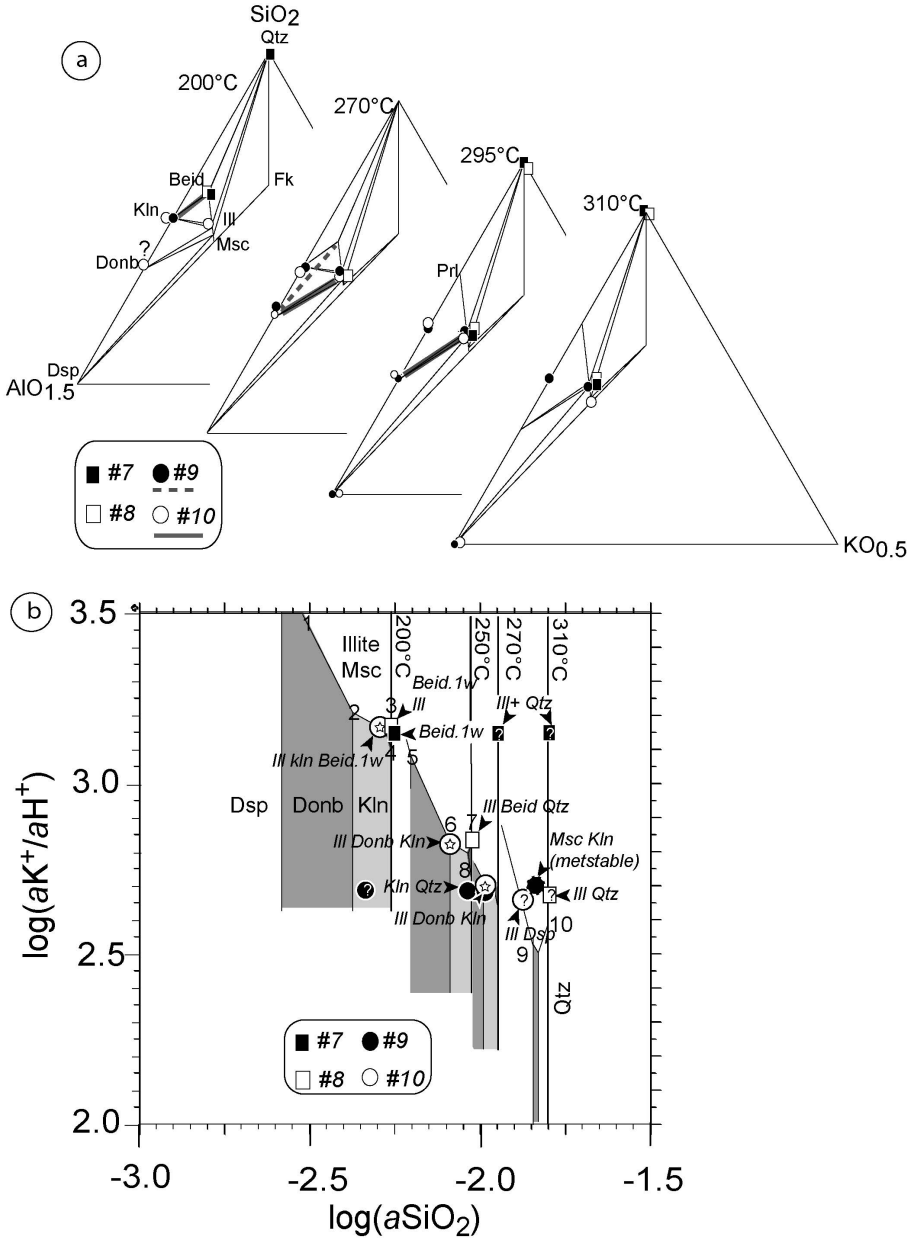 a
SiO2
Qtz
200°C
270°C
295°C
310°C
Beid
Fk
Kln
Ill
?
Msc
Donb
Prl
Dsp
AlO1.5
KO0.5
#7 #9
#8 #10
b
3.5
3.0
2.5
2.0
log(aK+/aH+)
1
Illite
Msc
200°C
250°C
270°C
310°C
Beid.1w
Ill
2
3
Beid.1w
Ill+ Qtz
? ?
4
Ill kln Beid.1w
5
Dsp Donb Kln
6
7
Ill Beid Qtz
Ill Donb Kln
Msc Kln
(metstable)
8
?
Kln Qtz
? Ill Qtz
?
Ill Donb Kln
Ill Dsp
10
9
Qtz
#7 #9
#8 #10
-3.0 -2.5 -2.0 -1.5
log(aSiO2)